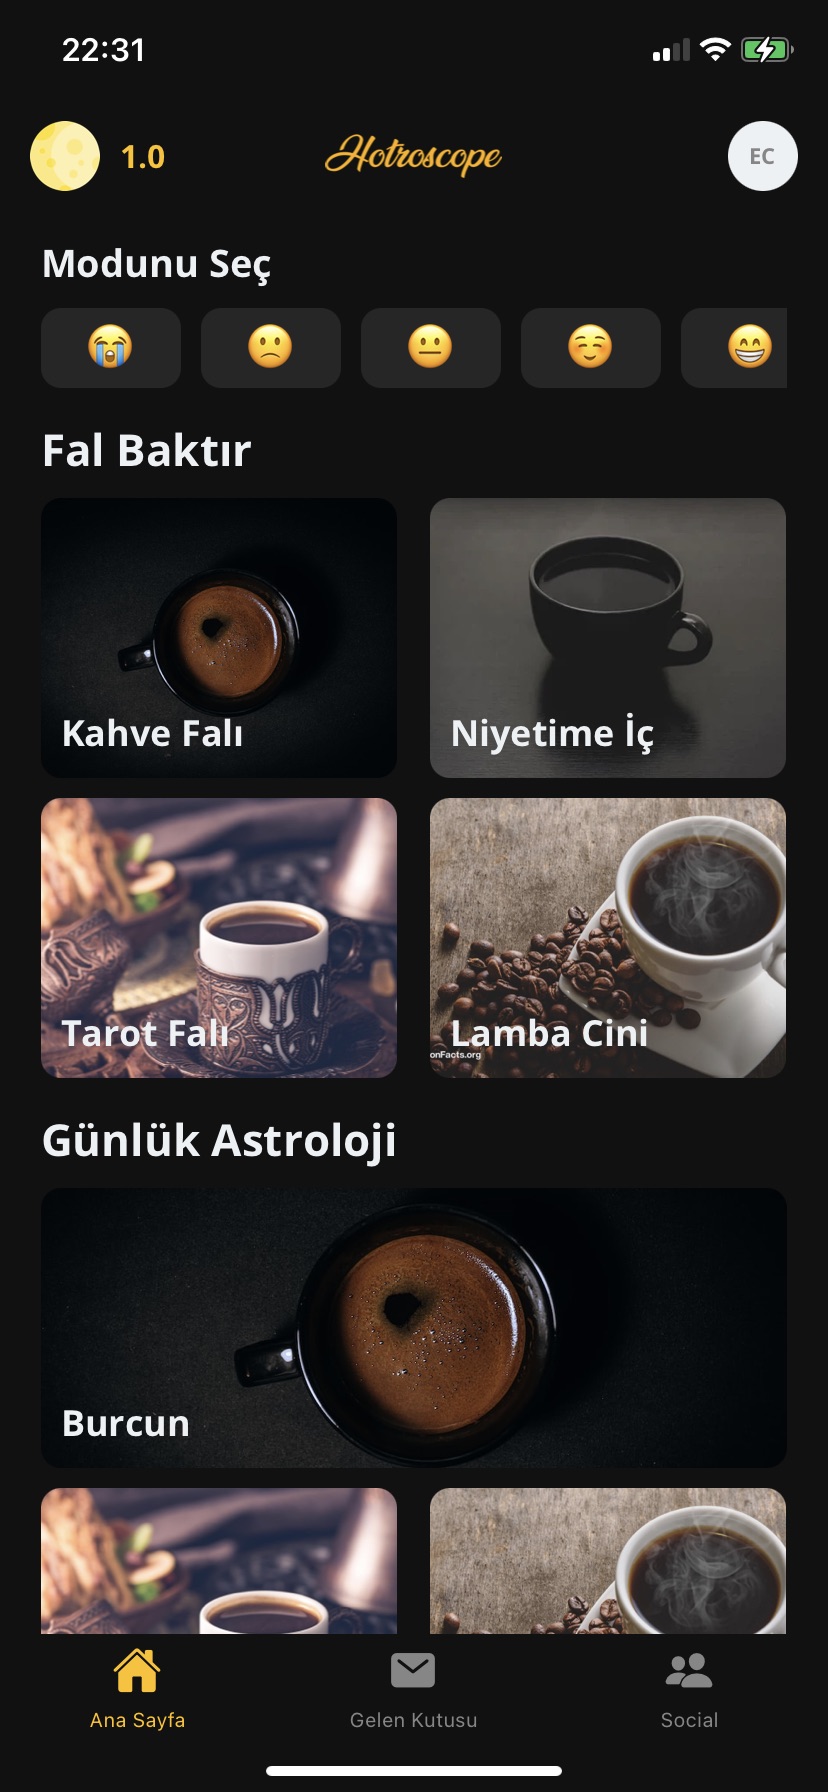 22:31
1.0
Hotroscope
EC
Modunu Seç
Fal Baktır
Kahve Falı
Niyetime İç
Tarot Falı
Lamba Cini
onFacts.org
Günlük Astroloji
Burcun
Ana Sayfa
Gelen Kutusu
Social